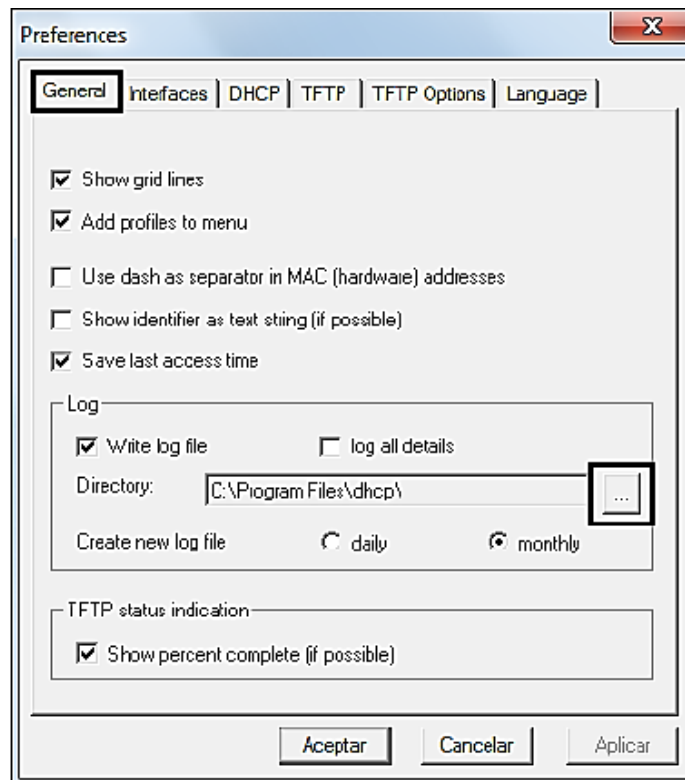 Preferences
General Interfaces DHCP TFTP TFTP Options Language
Show grid lines
Add profiles to menu
Use dash as separator in MAC (hardware) addresses
Show identifier as text string (if possible)
Save last access time
Log
Write log file log all details
Directory: C:\Program Files\dhcp\ ...
Create new log file daily monthly
TFTP status indication
Show percent complete (if possible)
Aceptar Cancelar Aplicar